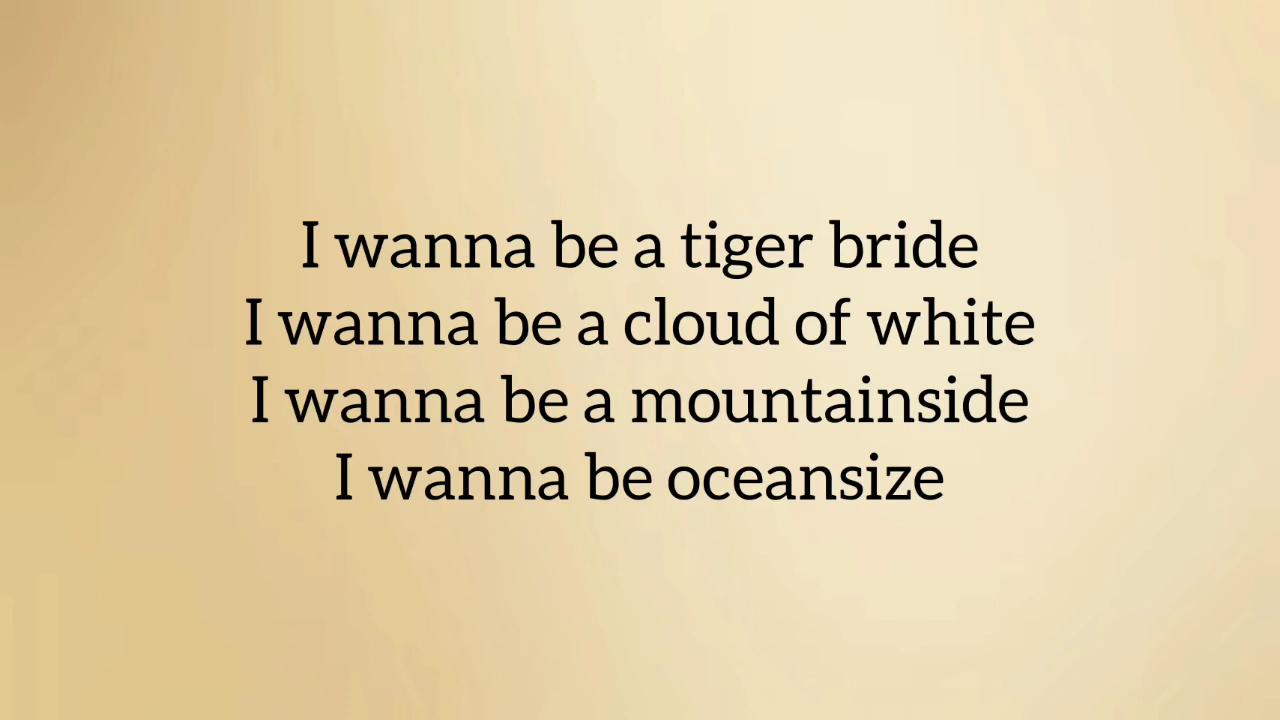 I wanna be a tiger bride
I wanna be a cloud of white
I wanna be a mountainside
I wanna be oceansize